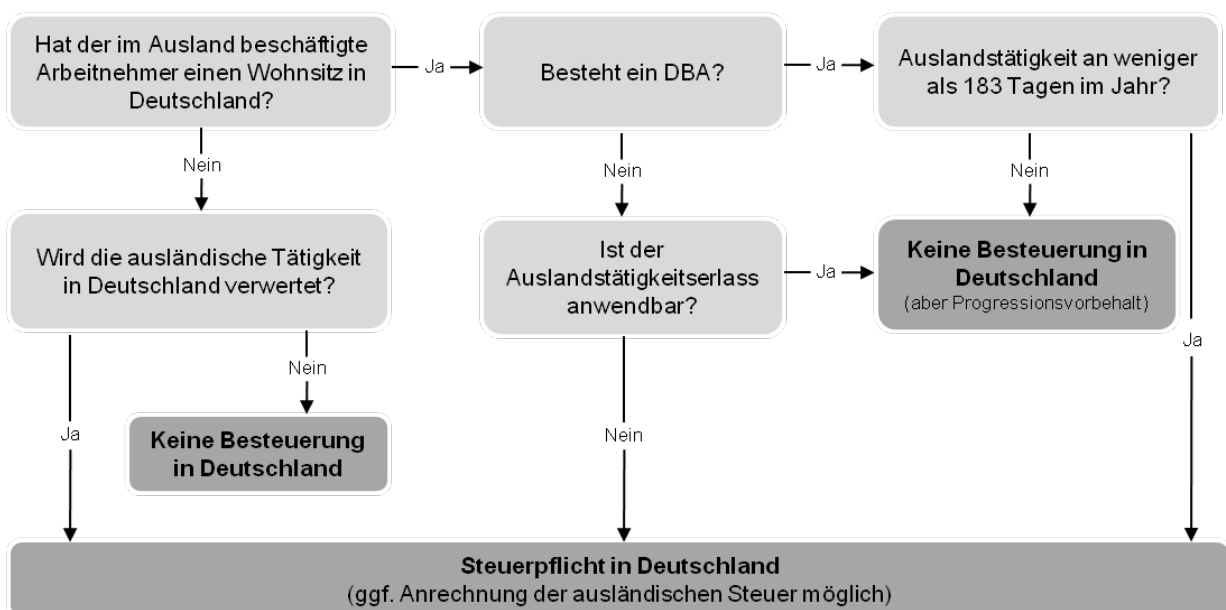 Hat der im Ausland beschäftigte
Arbeitnehmer einen Wohnsitz in
Deutschland?
Ja
Besteht ein DBA?
Ja
Auslandstätigkeit an weniger
als 183 Tagen im Jahr?
Nein
Nein
Nein
Wird die ausländische Tätigkeit
in Deutschland verwertet?
Ist der
Auslandstätigkeitserlass
anwendbar?
Ja
Keine Besteuerung in
Deutschland
(aber Progressionsvorbehalt)
Ja
Nein
Ja
Keine Besteuerung
in Deutschland
Nein
Steuerpflicht in Deutschland
(ggf. Anrechnung der ausländischen Steuer möglich)